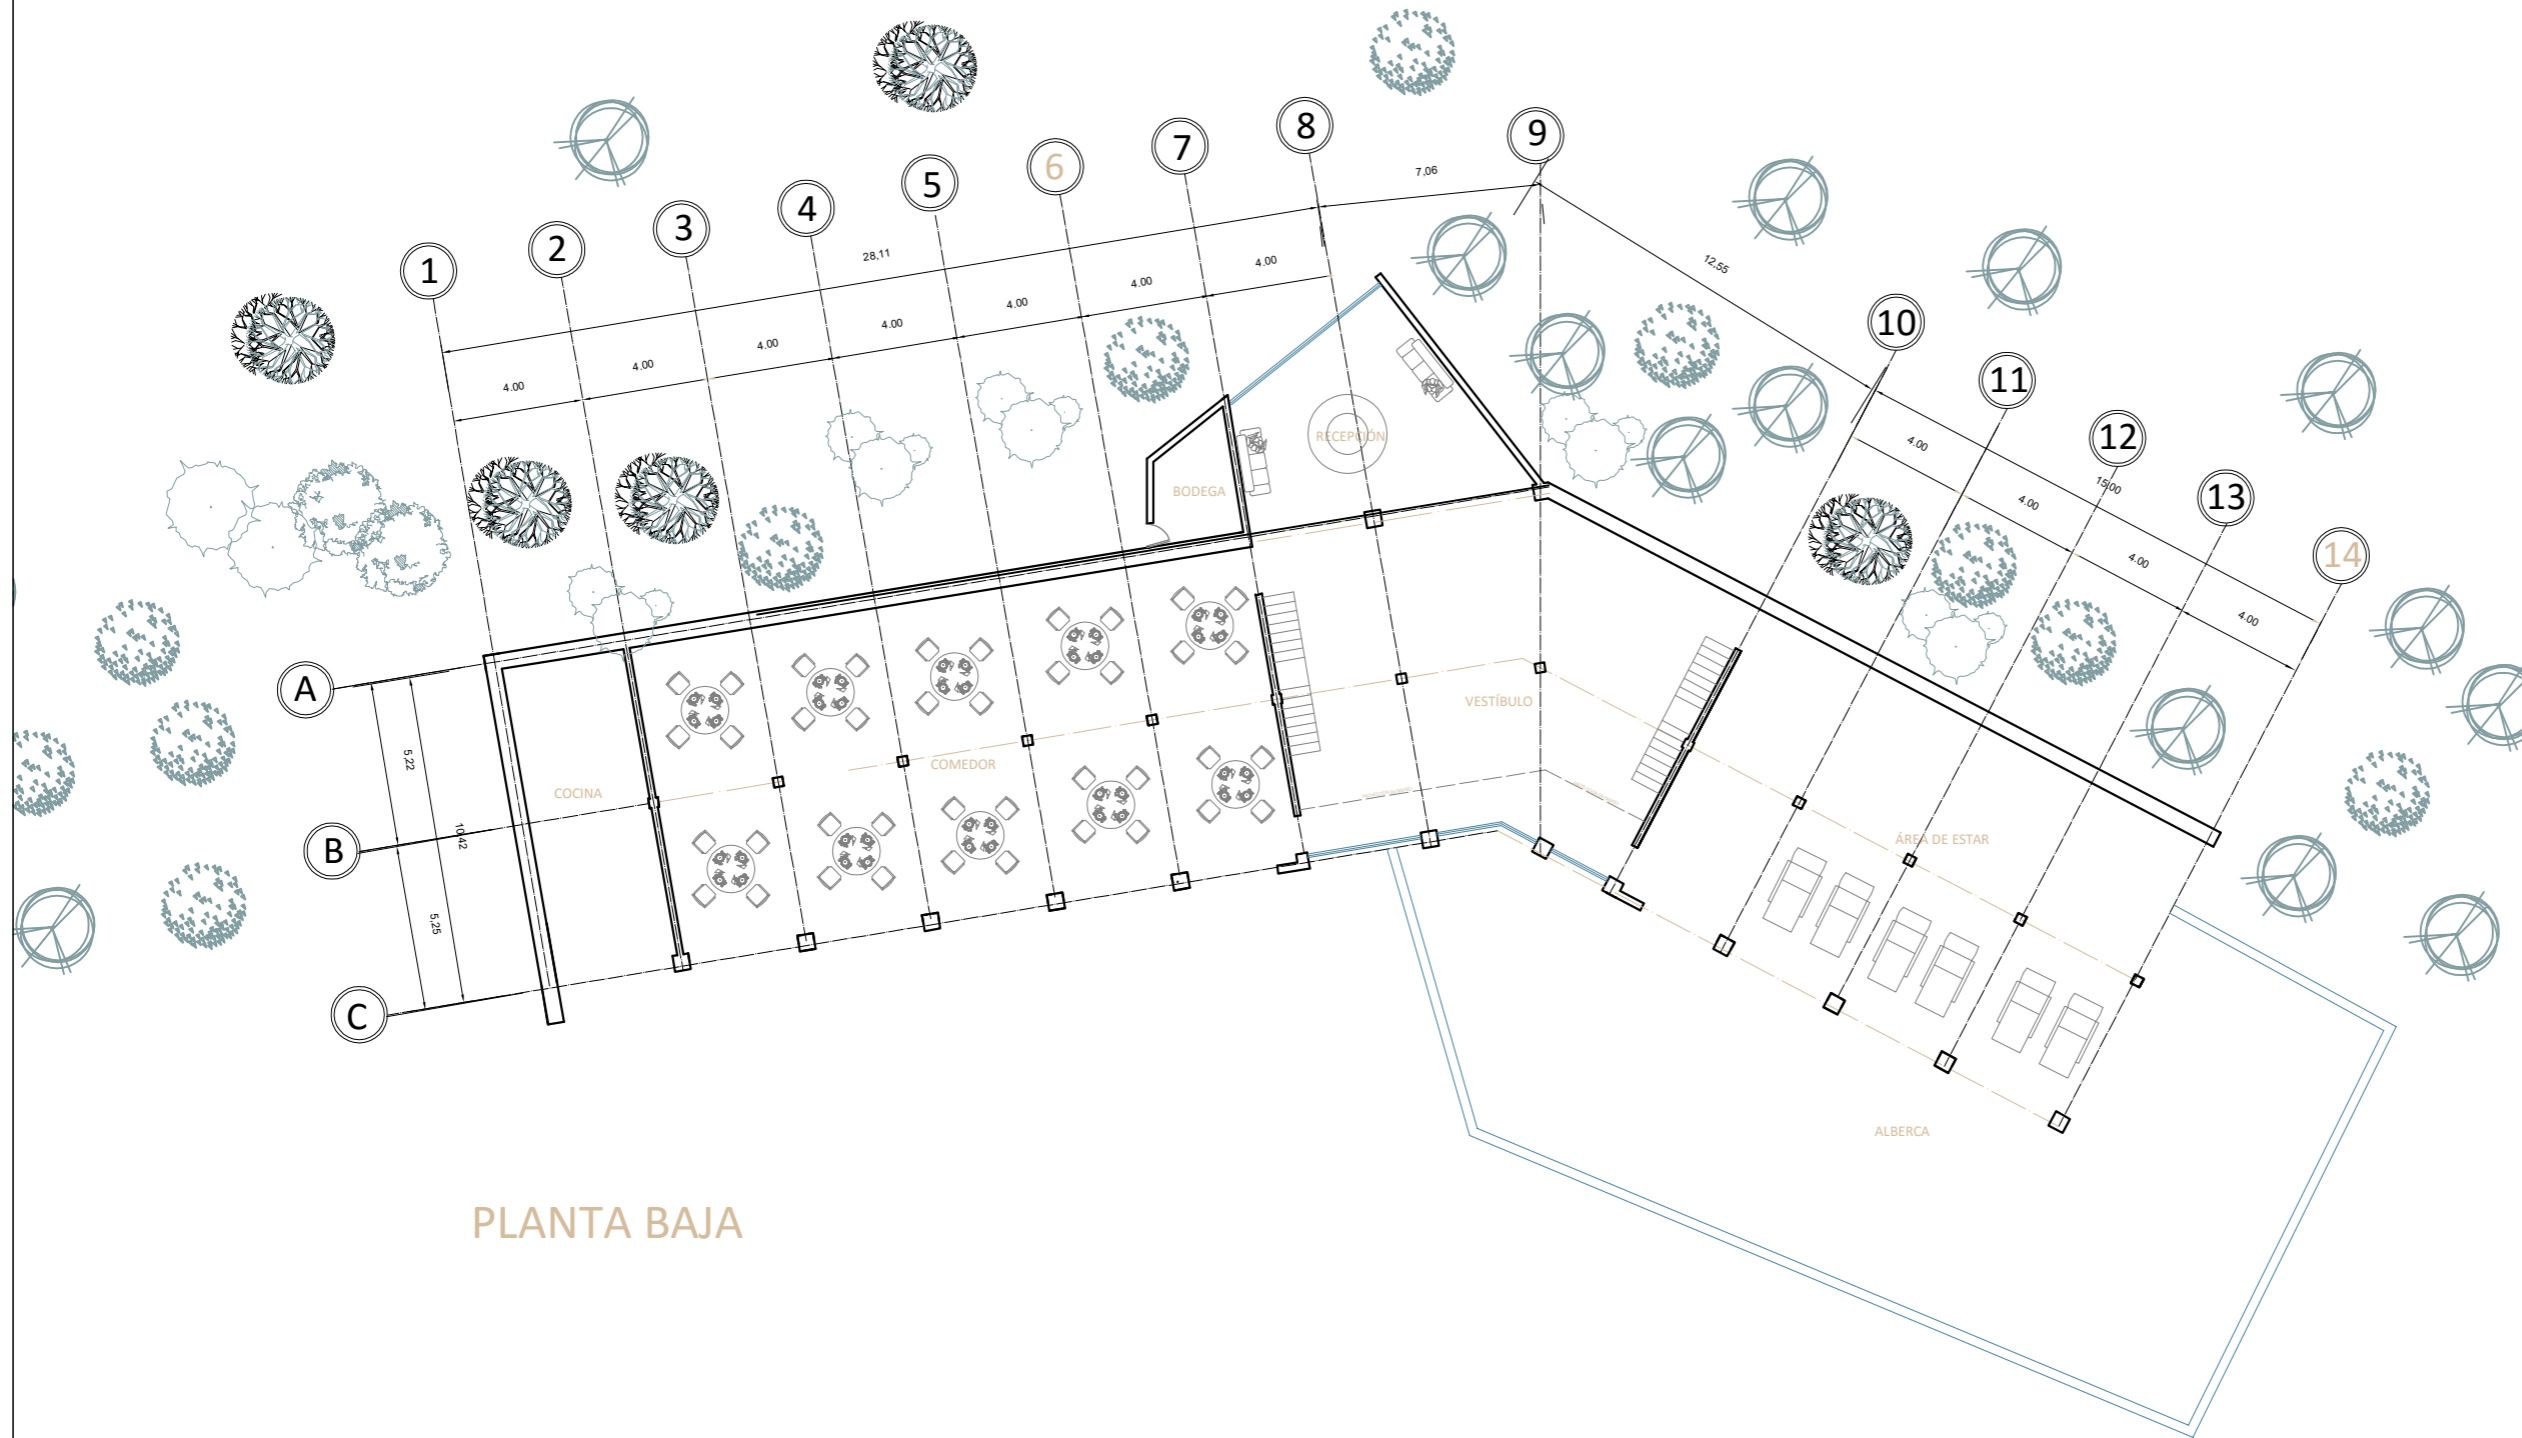 1
2
3
4
5
6
7
8
9
10
11
12
13
14
7,06
28,11
12,55
4.00
4.00
4.00
4.00
4.00
4.00
4.00
4.00
4.00
4.00
4.00
15,00
A
B
C
5,22
10,42
5,25
RECEPCIÓN
BODEGA
VESTÍBULO
COMEDOR
COCINA
ÁREA DE ESTAR
ALBERCA
PLANTA BAJA